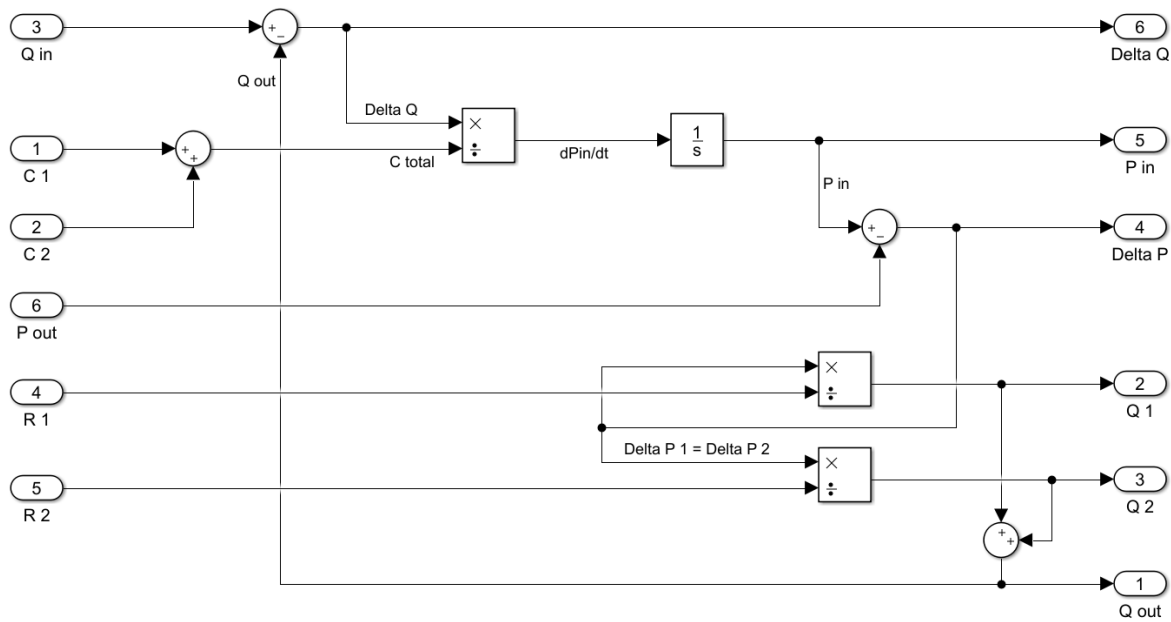 3
Q in
+
−
6
Delta Q
Q out
Delta Q
×
÷
1
C 1
+
+
C total
dPin/dt
1
s
5
P in
P in
2
C 2
+
−
4
Delta P
6
P out
4
R 1
×
÷
2
Q 1
Delta P 1 = Delta P 2
5
R 2
×
÷
3
Q 2
+
+
1
Q out